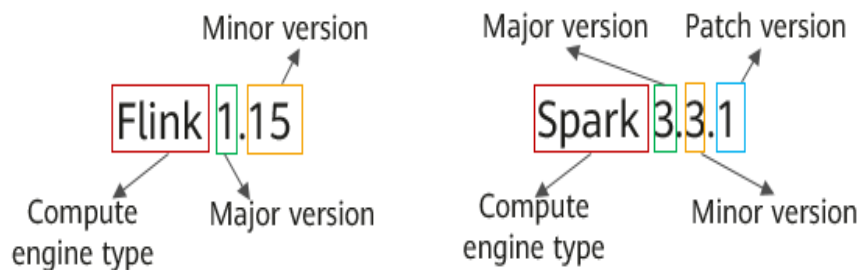 Minor version
Flink 1.15
Compute
engine type
Major version
Major version
Patch version
Spark 3.3.1
Compute
engine type
Minor version